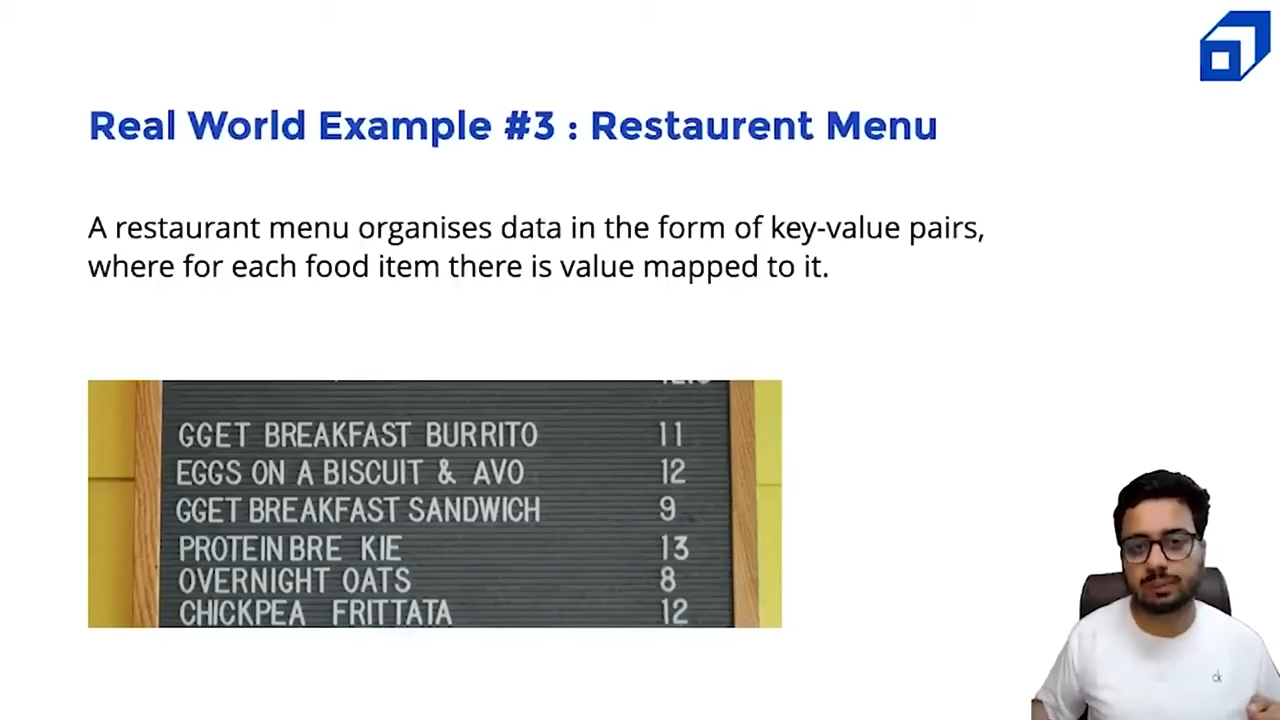 Real World Example #3 : Restaurent Menu
A restaurant menu organises data in the form of key-value pairs,
where for each food item there is value mapped to it.
GGET BREAKFAST BURRITO 11
EGGS ON A BISCUIT & AVO 12
GGET BREAKFAST SANDWICH 9
PROTEIN BRE KIE 13
OVERNIGHT OATS 8
CHICKPEA FRITTATA 12
ck